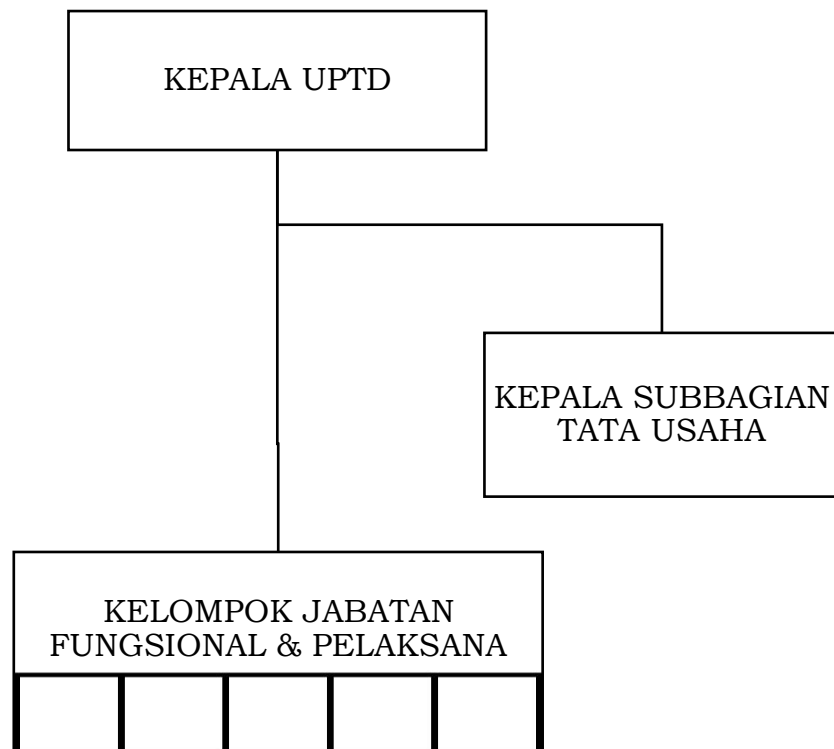 KEPALA UPTD
KEPALA SUBBAGIAN
TATA USAHA
KELOMPOK JABATAN
FUNGSIONAL & PELAKSANA